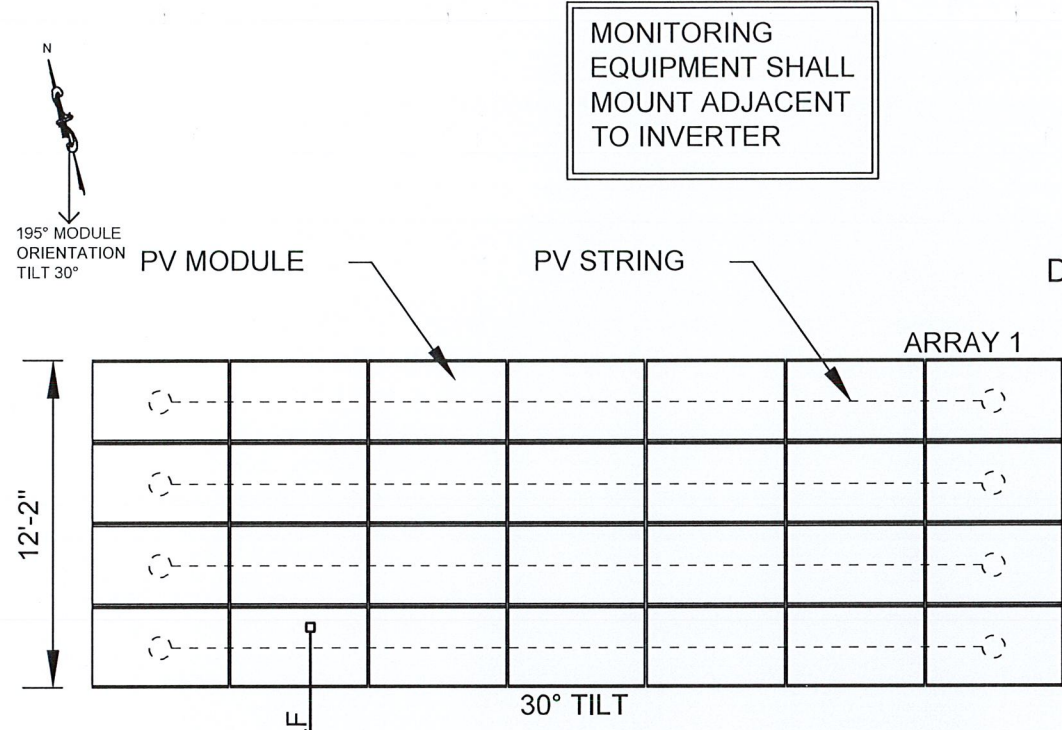 MONITORING
EQUIPMENT SHALL
MOUNT ADJACENT
TO INVERTER
N
195° MODULE
ORIENTATION
TILT 30°
PV MODULE
PV STRING
D
ARRAY 1
12'-2"
30° TILT
F